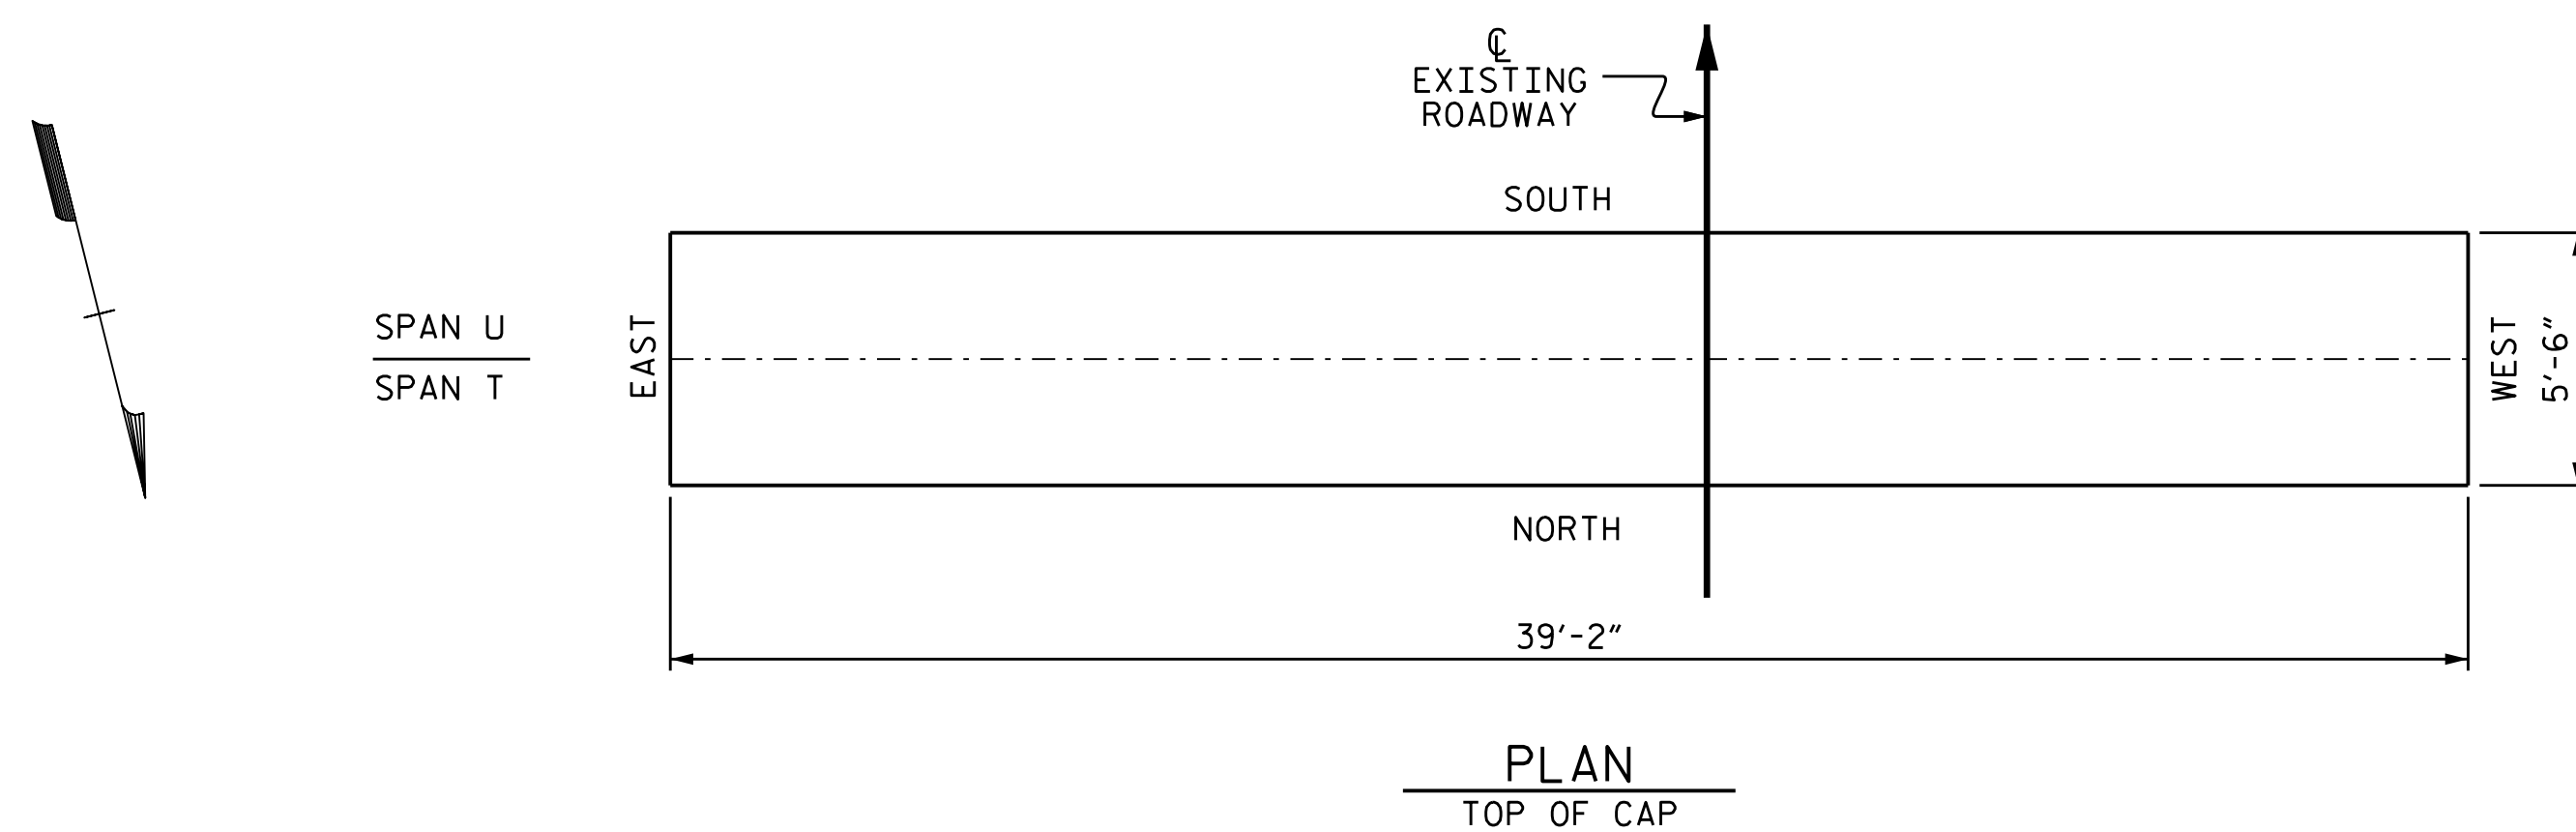 ℄
EXISTING
ROADWAY
SOUTH
SPAN U
SPAN T
EAST
WEST
5'-6"
NORTH
39'-2"
PLAN
TOP OF CAP